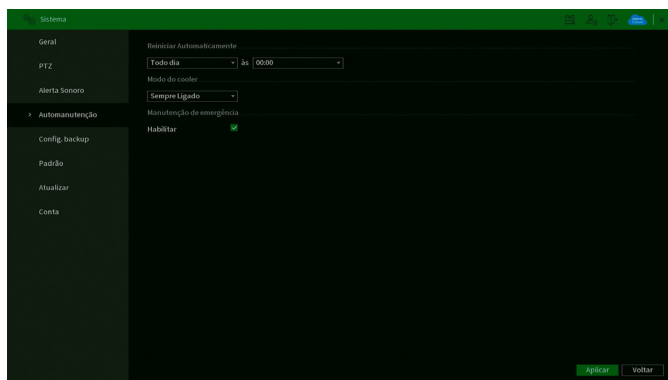 Sistema
Geral
PTZ
Alerta Sonoro
Automanutenção
Config. backup
Padrão
Atualizar
Conta
Reiniciar Automaticamente
Todo dia às 00:00
Modo do cooler
Sempre Ligado
Manutenção de emergência
Habilitar
Aplicar Voltar